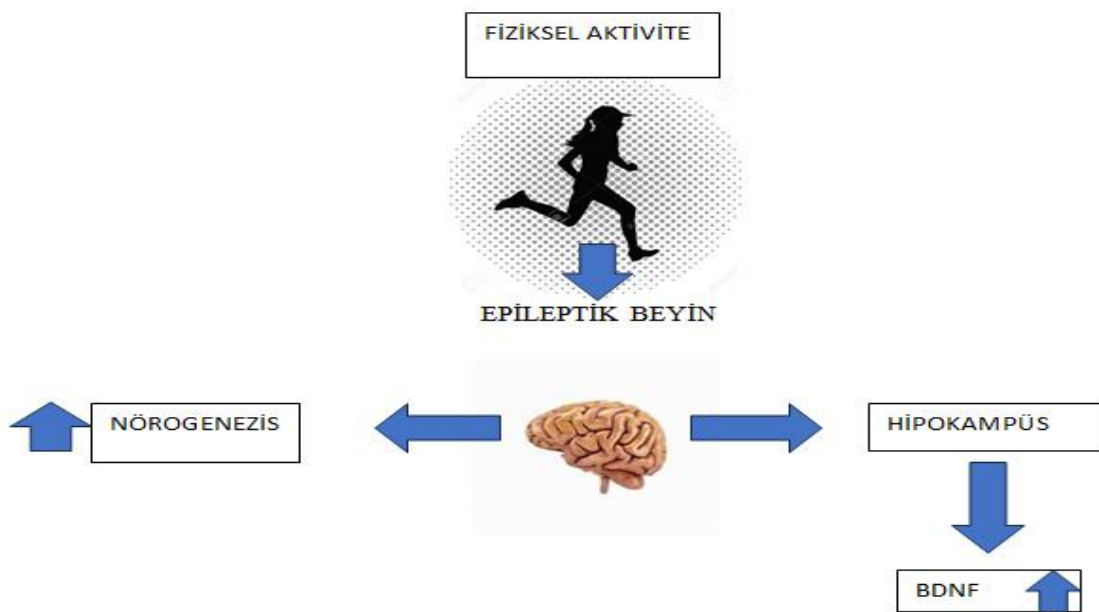 FİZİKSEL AKTİVİTE
EPİLEPTİK BEYİN
NÖROGENEZİS
HİPOKAMPÜS
BDNF